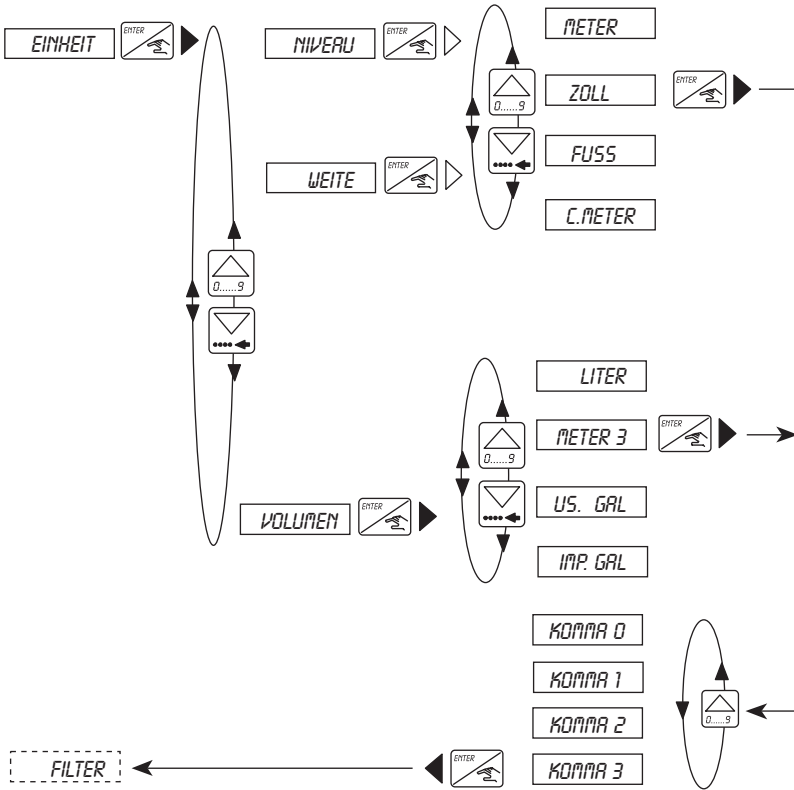 EINHEIT
ENTER
NIVEAU
ENTER
METER
ZOLL
ENTER
0......9
FUSS
WEITE
ENTER
C.METER
0......9
LITER
METER 3
ENTER
0......9
US. GAL
VOLUMEN
ENTER
IMP. GAL
KOMMA 0
KOMMA 1
0......9
KOMMA 2
FILTER
ENTER
KOMMA 3